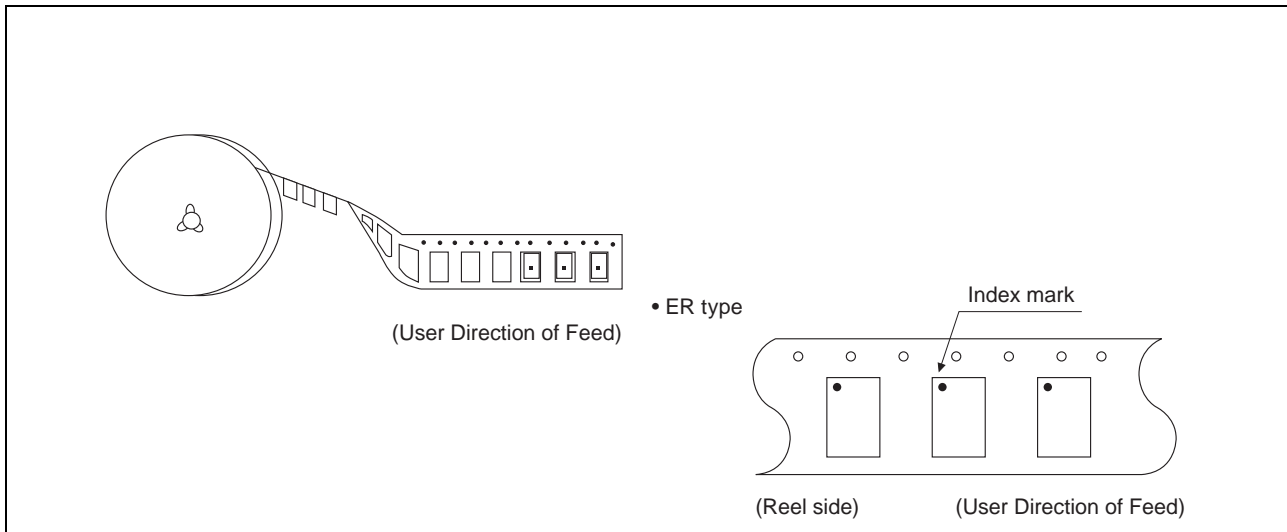 (User Direction of Feed)
• ER type
Index mark
(Reel side)
(User Direction of Feed)